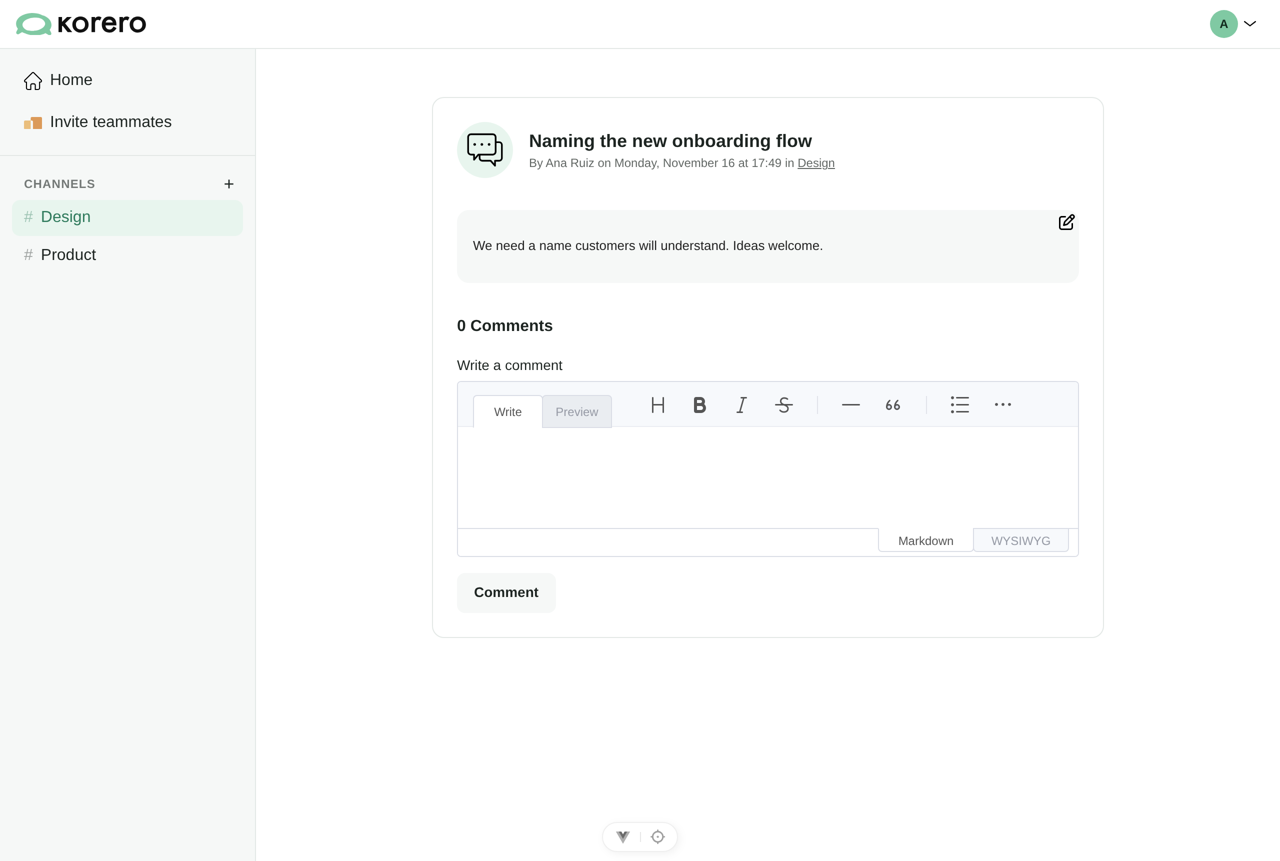 korero
A
Home
Invite teammates
CHANNELS +
# Design
# Product
Naming the new onboarding flow
By Ana Ruiz on Monday, November 16 at 17:49 in Design
We need a name customers will understand. Ideas welcome.
0 Comments
Write a comment
Write Preview
Markdown WYSIWYG
Comment